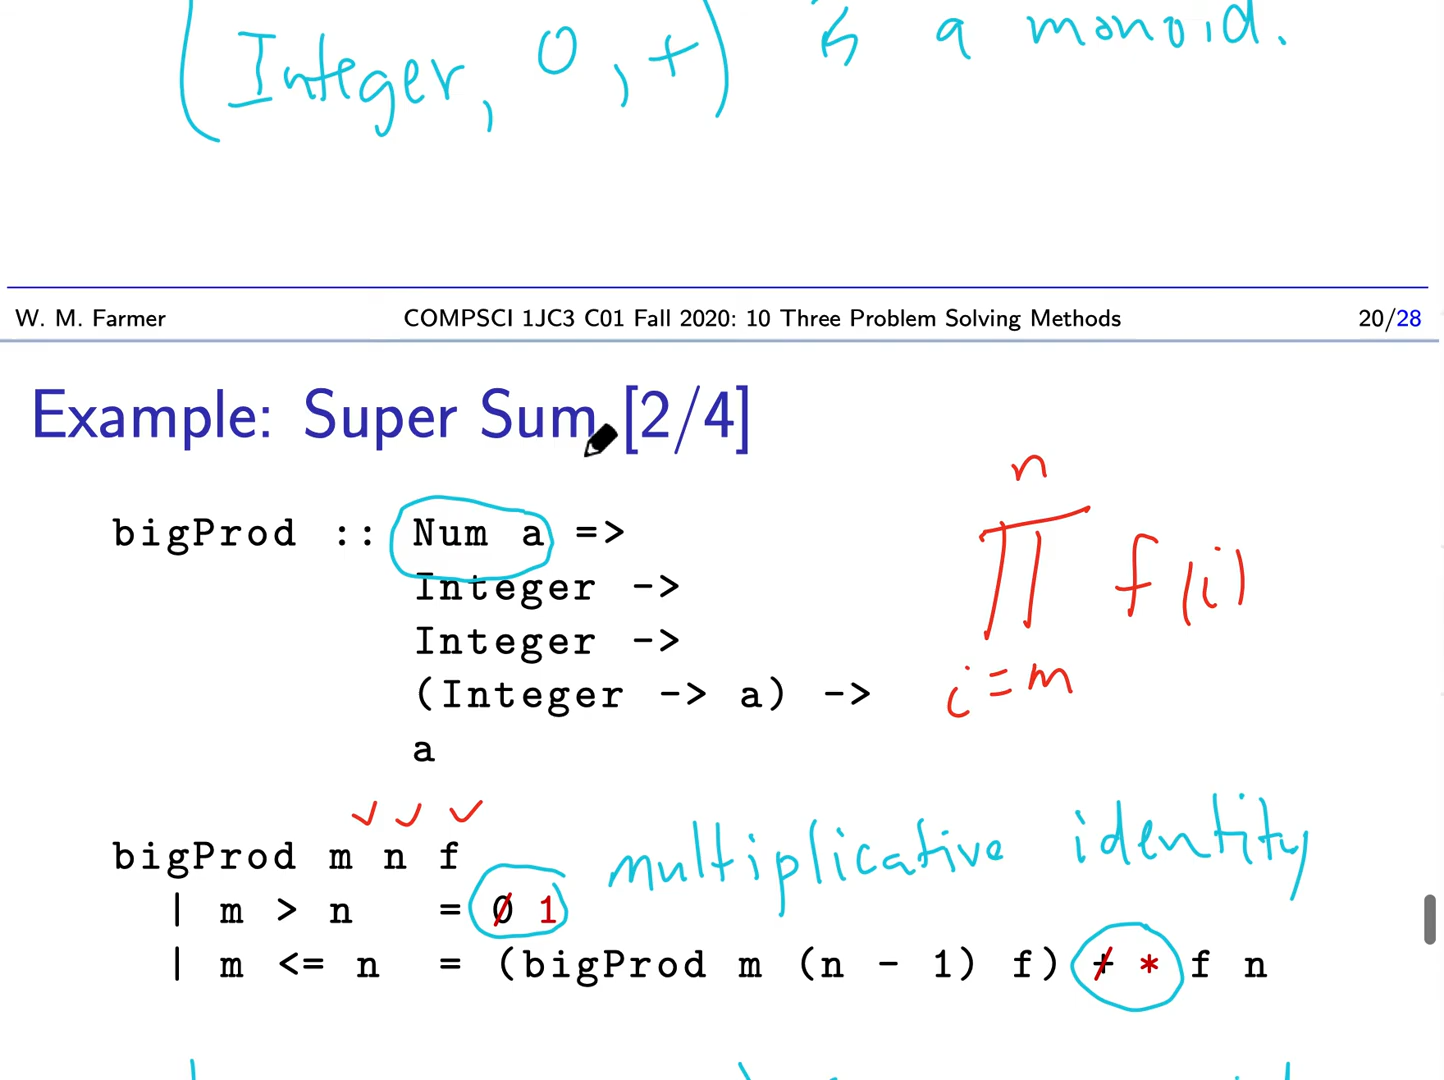 (Integer, 0, +) is a monoid.
W. M. Farmer COMPSCI 1JC3 C01 Fall 2020: 10 Three Problem Solving Methods 20/28
Example: Super Sum [2/4]
n
∏ f(i)
i=m
bigProd :: Num a =>
Integer ->
Integer ->
(Integer -> a) ->
a
bigProd m n f
multiplicative identity
| m > n = 0 1
| m <= n = (bigProd m (n - 1) f) + * f n